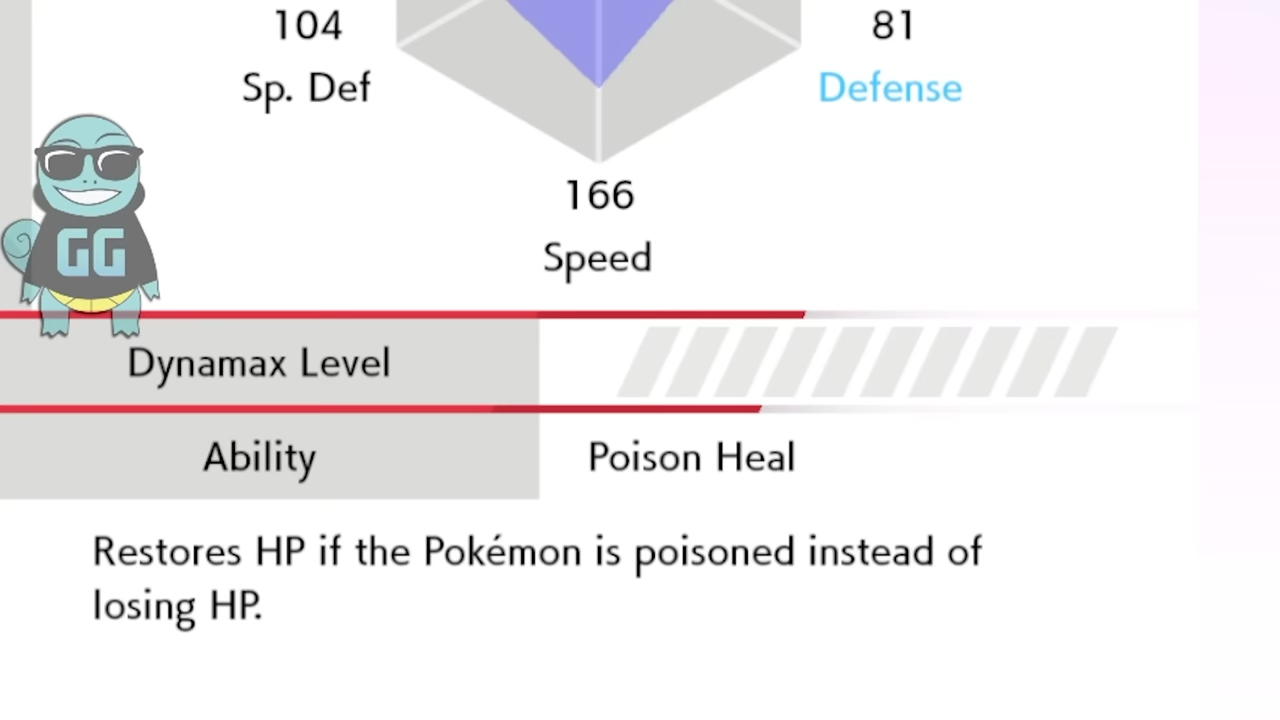 104
81
Sp. Def
Defense
166
Speed
GG
Dynamax Level
Ability
Poison Heal
Restores HP if the Pokémon is poisoned instead of
losing HP.